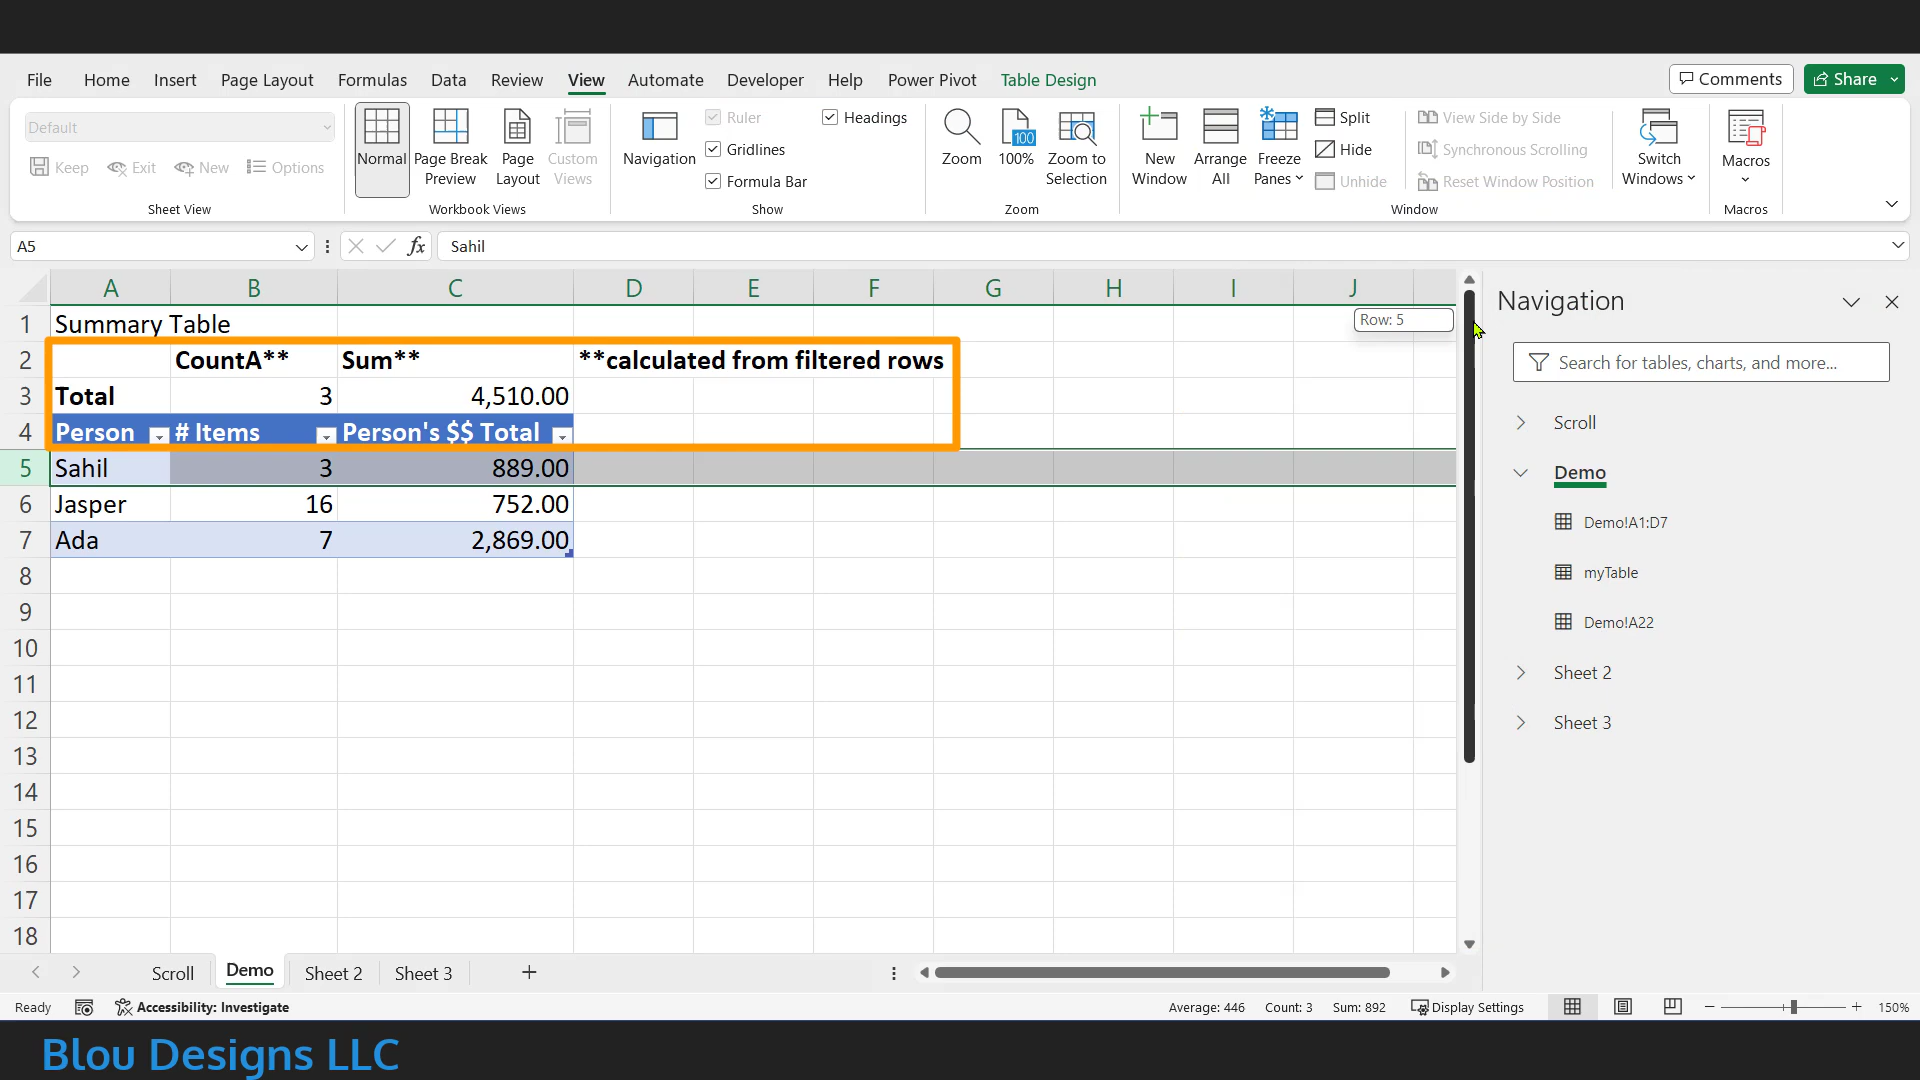 File Home Insert Page Layout Formulas Data Review View Automate Developer Help Power Pivot Table Design Comments Share
Default
Keep Exit New Options
Sheet View
Normal Page Break Preview Page Layout Custom Views
Workbook Views
Navigation
Ruler Headings
Gridlines
Formula Bar
Show
Zoom 100% Zoom to Selection
100
Zoom
New Window Arrange All Freeze Panes
Split
Hide
Unhide
View Side by Side
Synchronous Scrolling
Reset Window Position
Switch Windows
Window
Macros
Macros
A5 fx Sahil
A B C D E F G H I J
1 Summary Table
Row: 5
2 CountA** Sum** **calculated from filtered rows
3 Total 3 4,510.00
4 Person # Items Person's $$ Total
5 Sahil 3 889.00
6 Jasper 16 752.00
7 Ada 7 2,869.00
8
9
10
11
12
13
14
15
16
17
18
Navigation
Search for tables, charts, and more...
Scroll
Demo
Demo!A1:D7
myTable
Demo!A22
Sheet 2
Sheet 3
Scroll Demo Sheet 2 Sheet 3
Ready Accessibility: Investigate Average: 446 Count: 3 Sum: 892 Display Settings 150%
Blou Designs LLC